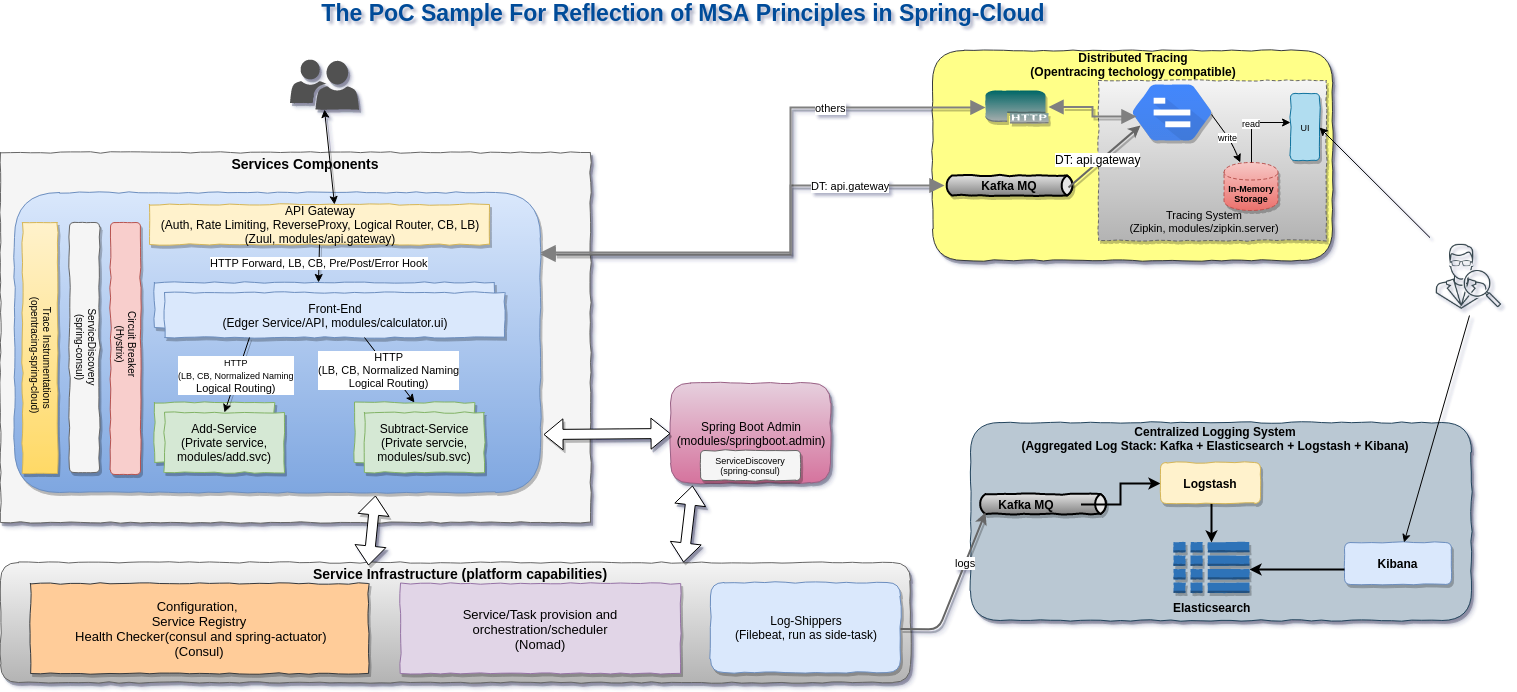 The PoC Sample For Reflection of MSA Principles in Spring-Cloud
Services Components
API Gateway
(Auth, Rate Limiting, ReverseProxy, Logical Router, CB, LB)
(Zuul, modules/api.gateway)
HTTP Forward, LB, CB, Pre/Post/Error Hook
Trace Instrumentations
(opentracing-spring-cloud)
ServiceDiscovery
(spring-consul)
Circuit Breaker
(Hystrix)
Front-End
(Edger Service/API, modules/calculator.ui)
HTTP
(LB, CB, Normalized Naming
Logical Routing)
HTTP
(LB, CB, Normalized Naming
Logical Routing)
Add-Service
(Private service,
modules/add.svc)
Subtract-Service
(Private servcie,
modules/sub.svc)
others
DT: api.gateway
Distributed Tracing
(Opentracing techology compatible)
HTTP
DT: api.gateway
Kafka MQ
write
read
UI
In-Memory
Storage
Tracing System
(Zipkin, modules/zipkin.server)
Spring Boot Admin
(modules/springboot.admin)
ServiceDiscovery
(spring-consul)
Centralized Logging System
(Aggregated Log Stack: Kafka + Elasticsearch + Logstash + Kibana)
Logstash
Kafka MQ
Kibana
Elasticsearch
logs
Service Infrastructure (platform capabilities)
Configuration,
Service Registry
Health Checker(consul and spring-actuator)
(Consul)
Service/Task provision and
orchestration/scheduler
(Nomad)
Log-Shippers
(Filebeat, run as side-task)